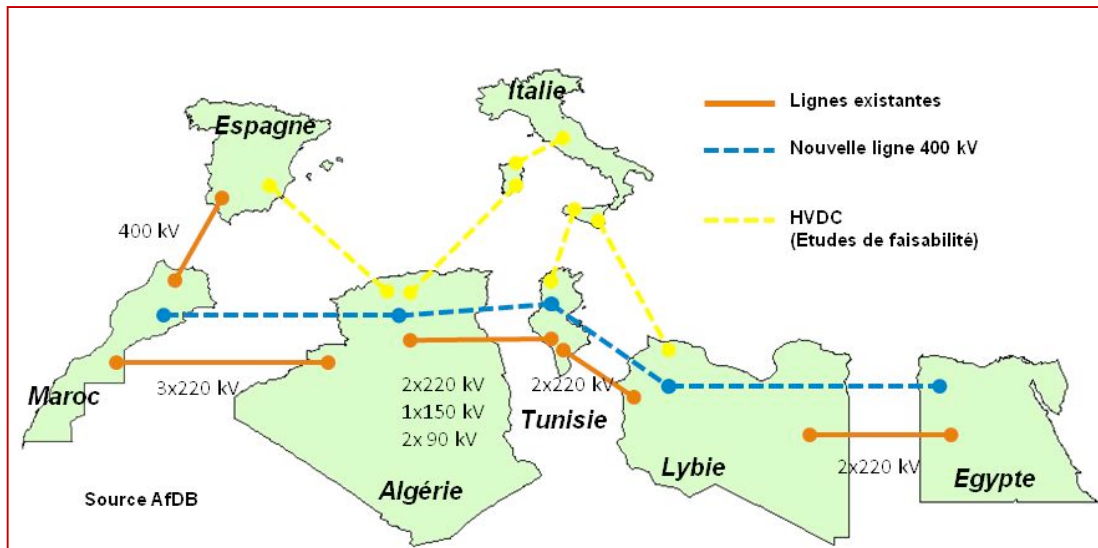 Italie
Espagne
Lignes existantes
Nouvelle ligne 400 kV
HVDC
(Etudes de faisabilité)
400 kV
Maroc
3x220 kV
2x220 kV
1x150 kV
2x 90 kV
Algérie
2x220 kV
Tunisie
Lybie
2x220 kV
Egypte
Source AfDB